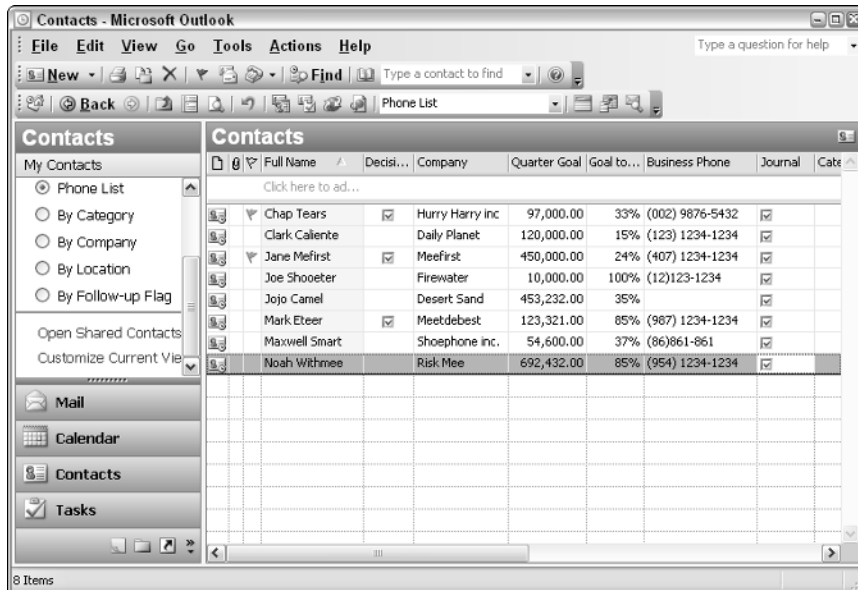 Contacts - Microsoft Outlook
File Edit View Go Tools Actions Help Type a question for help
New Find Type a contact to find
Back Phone List
Contacts
My Contacts
Phone List
By Category
By Company
By Location
By Follow-up Flag
Open Shared Contacts
Customize Current Vie
Mail
Calendar
Contacts
Tasks
Contacts
Full Name Decisi... Company Quarter Goal Goal to... Business Phone Journal Cate
Click here to ad...
Chap Tears Hurry Harry inc 97,000.00 33% (002) 9876-5432
Clark Caliente Daily Planet 120,000.00 15% (123) 1234-1234
Jane Mefirst Meefirst 450,000.00 24% (407) 1234-1234
Joe Shooeter Firewater 10,000.00 100% (12)123-1234
Jojo Camel Desert Sand 453,232.00 35%
Mark Eteer Meetdebest 123,321.00 85% (987) 1234-1234
Maxwell Smart Shoephone inc. 54,600.00 37% (86)861-861
Noah Withmee Risk Mee 692,432.00 85% (954) 1234-1234
8 Items